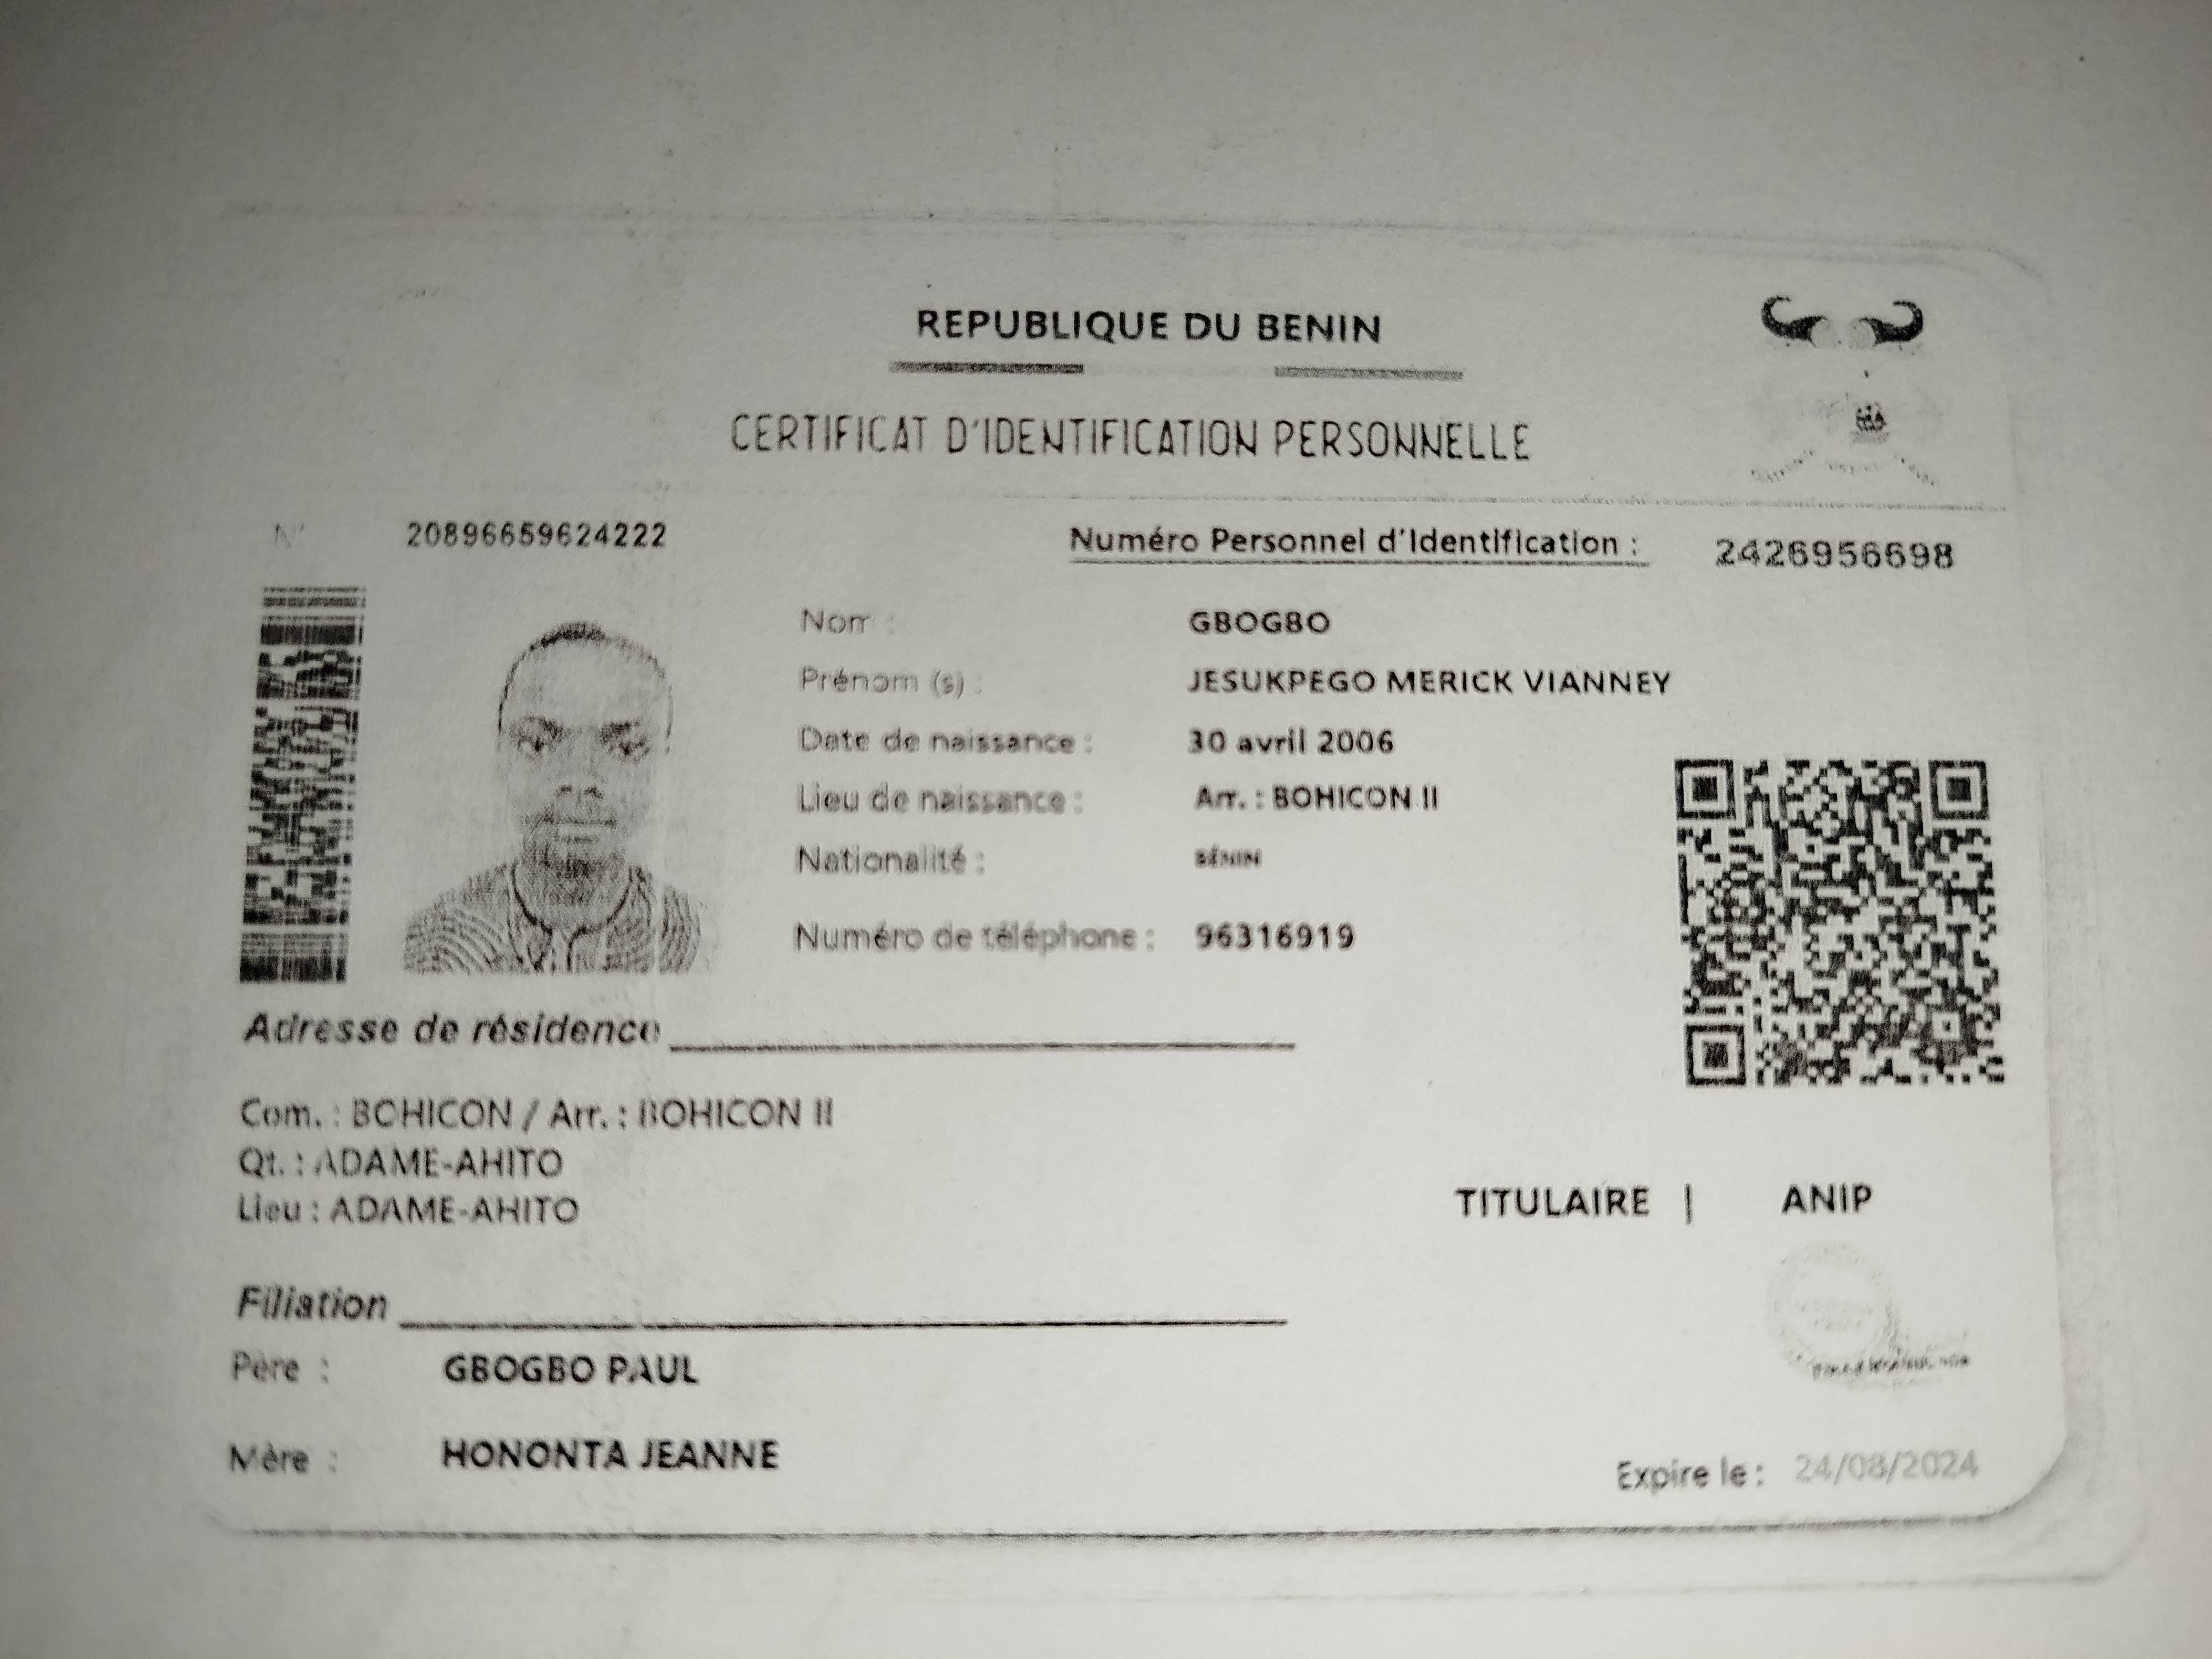 REPUBLIQUE DU BENIN
CERTIFICAT D'IDENTIFICATION PERSONNELLE
N° 20896659624222
Numéro Personnel d'Identification : 2426956698
Nom : GBOGBO
Prénom (s) : JESUKPEGO MERICK VIANNEY
Date de naissance : 30 avril 2006
Lieu de naissance : Arr. : BOHICON II
Nationalité : BÉNIN
Numéro de téléphone : 96316919
Adresse de résidence
Com. : BOHICON / Arr. : BOHICON II
Qt. : ADAME-AHITO
Lieu : ADAME-AHITO
TITULAIRE | ANIP
Filiation
Père : GBOGBO PAUL
Mère : HONONTA JEANNE
Expire le : 24/08/2024